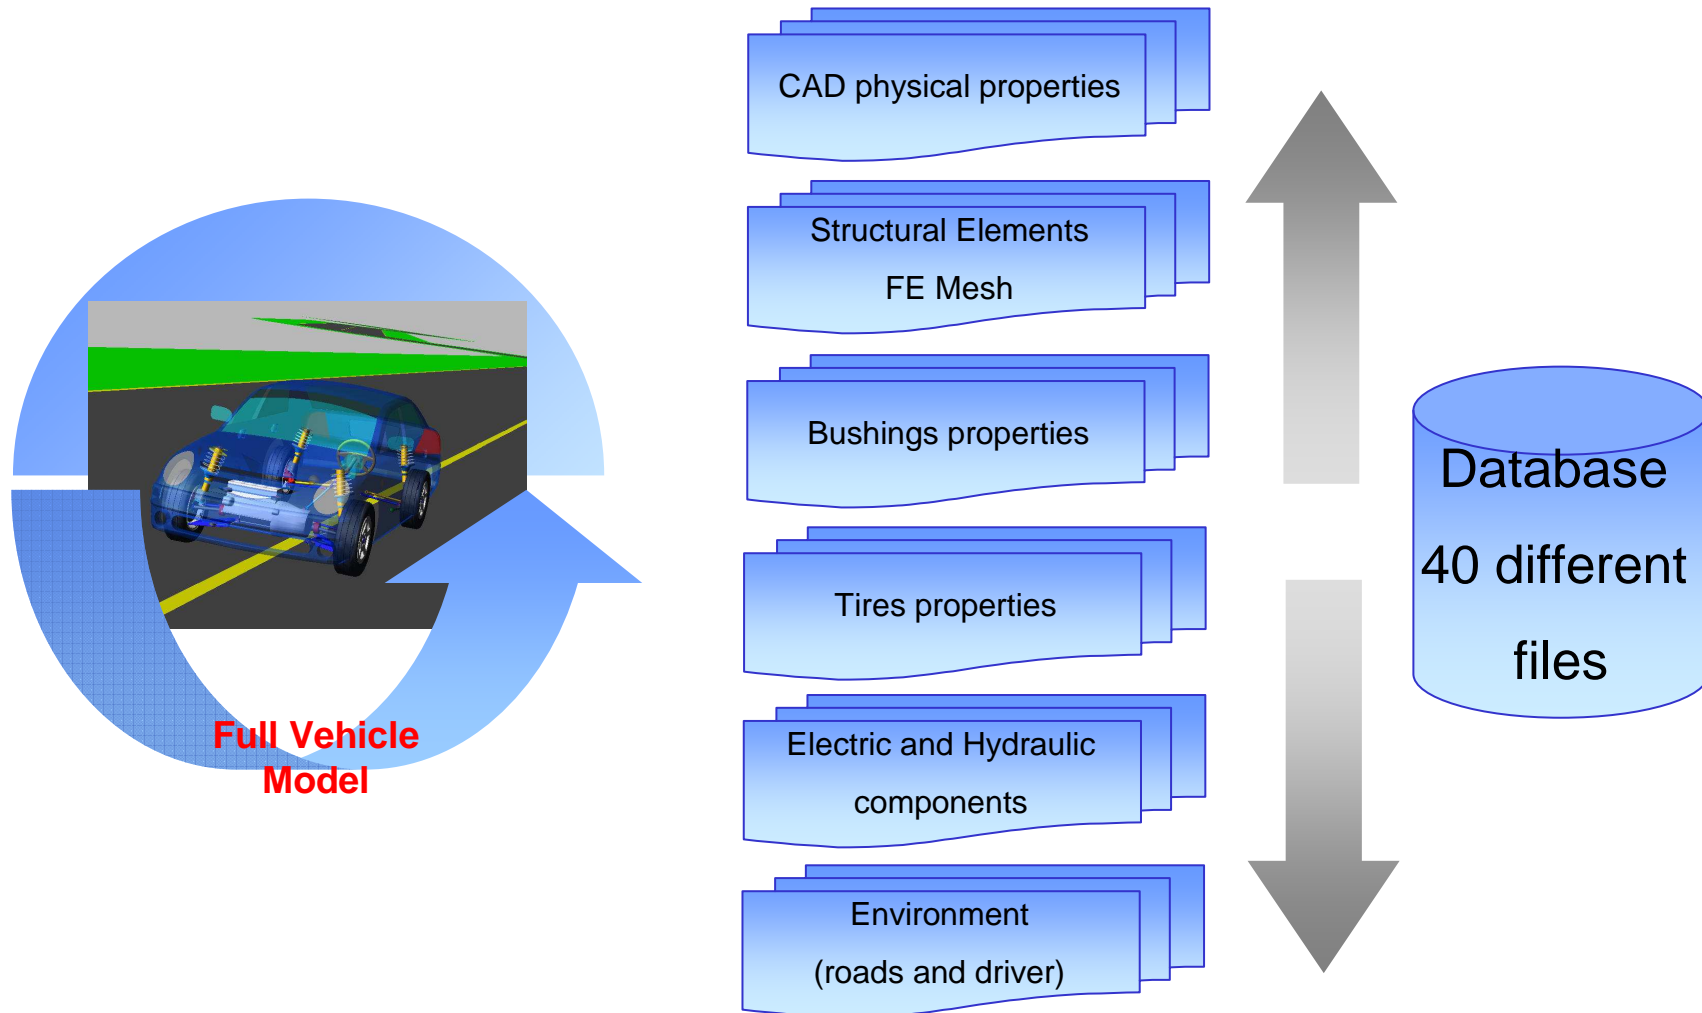 CAD physical properties
Structural Elements
FE Mesh
Bushings properties
Tires properties
Electric and Hydraulic
components
Environment
(roads and driver)
Full Vehicle
Model
Database
40 different
files